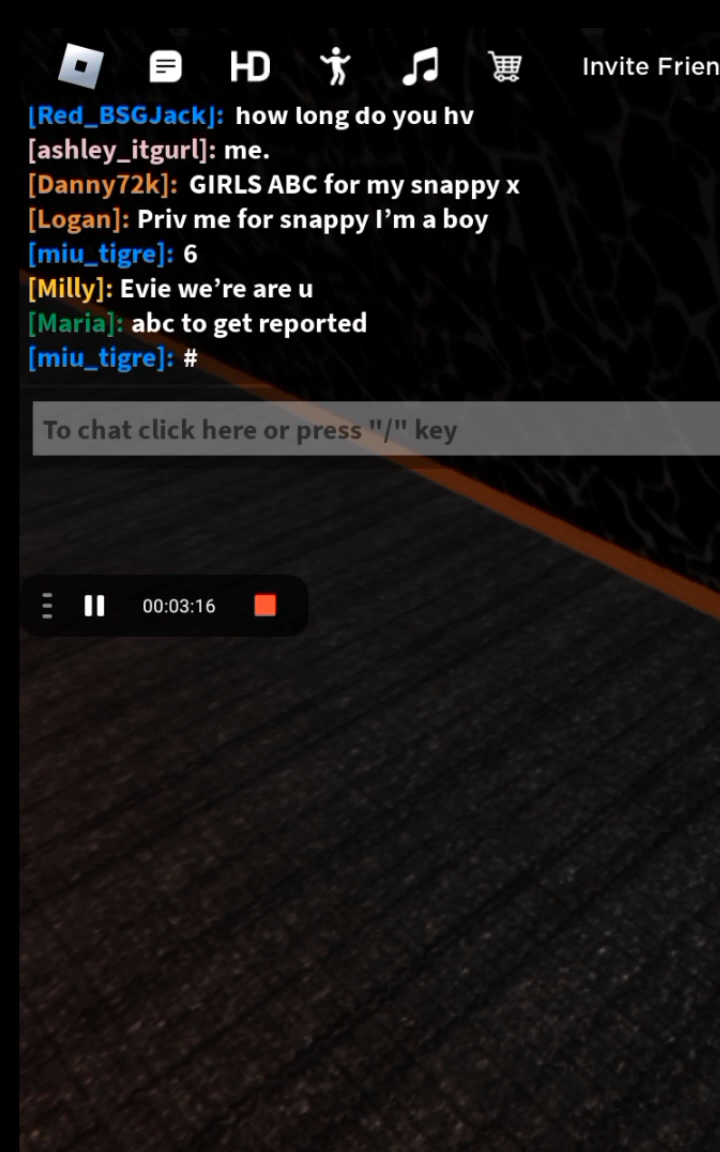 HD
Invite Frien
[Red_BSGJack]: how long do you hv
[ashley_itgurl]: me.
[Danny72k]: GIRLS ABC for my snappy x
[Logan]: Priv me for snappy I’m a boy
[miu_tigre]: 6
[Milly]: Evie we’re are u
[Maria]: abc to get reported
[miu_tigre]: #
To chat click here or press "/" key
00:03:16